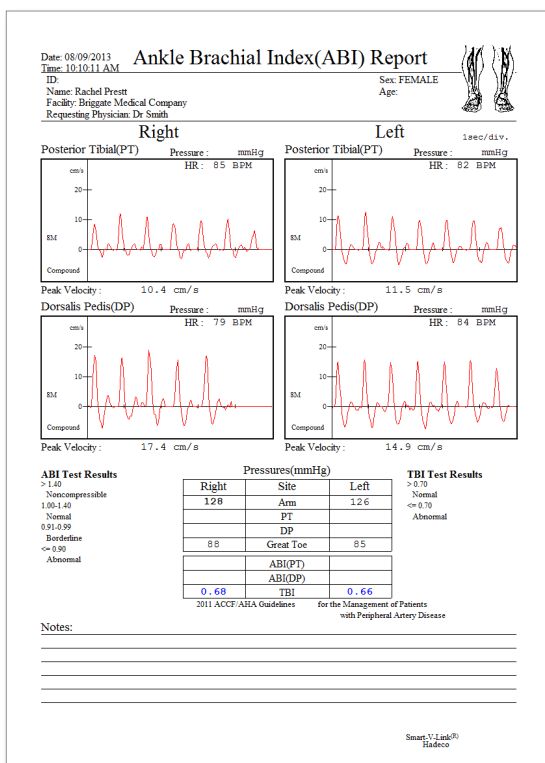 Date: 08/09/2013 Ankle Brachial Index(ABI) Report
Time: 10:10:11 AM
ID: Sex: FEMALE
Name: Rachel Prestt Age:
Facility: Briggate Medical Company
Requesting Physician: Dr Smith
Right Left 1sec/div.
Posterior Tibial(PT) Pressure : mmHg Posterior Tibial(PT) Pressure : mmHg
cm/s HR: 85 BPM cm/s HR: 82 BPM
20 20
10 10
8M 8M
0 0
Compound Compound
Peak Velocity : 10.4 cm/s Peak Velocity : 11.5 cm/s
Dorsalis Pedis(DP) Pressure : mmHg Dorsalis Pedis(DP) Pressure : mmHg
cm/s HR: 79 BPM cm/s HR: 84 BPM
20 20
10 10
8M 8M
0 0
Compound Compound
Peak Velocity : 17.4 cm/s Peak Velocity : 14.9 cm/s
ABI Test Results
> 1.40
Noncompressible
1.00-1.40
Normal
0.91-0.99
Borderline
<= 0.90
Abnormal
Pressures(mmHg)
Right Site Left
128 Arm 126
PT
DP
88 Great Toe 85
ABI(PT)
ABI(DP)
0.68 TBI 0.66
2011 ACCF/AHA Guidelines for the Management of Patients
with Peripheral Artery Disease
TBI Test Results
> 0.70
Normal
<= 0.70
Abnormal
Notes:
Smart-V-Link(R)
Hadeco